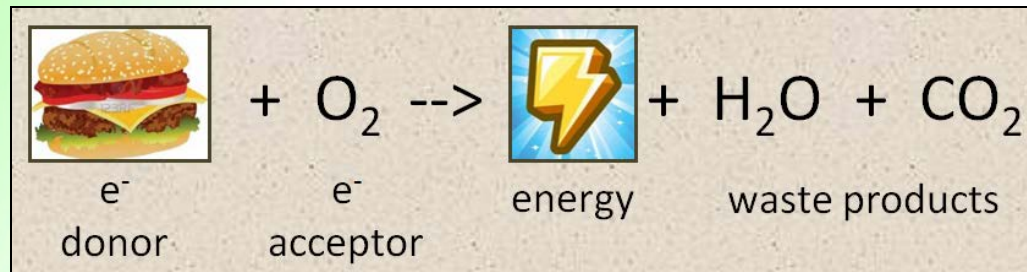 + O₂ --> + H₂O + CO₂
e⁻ e⁻ energy waste products
donor acceptor